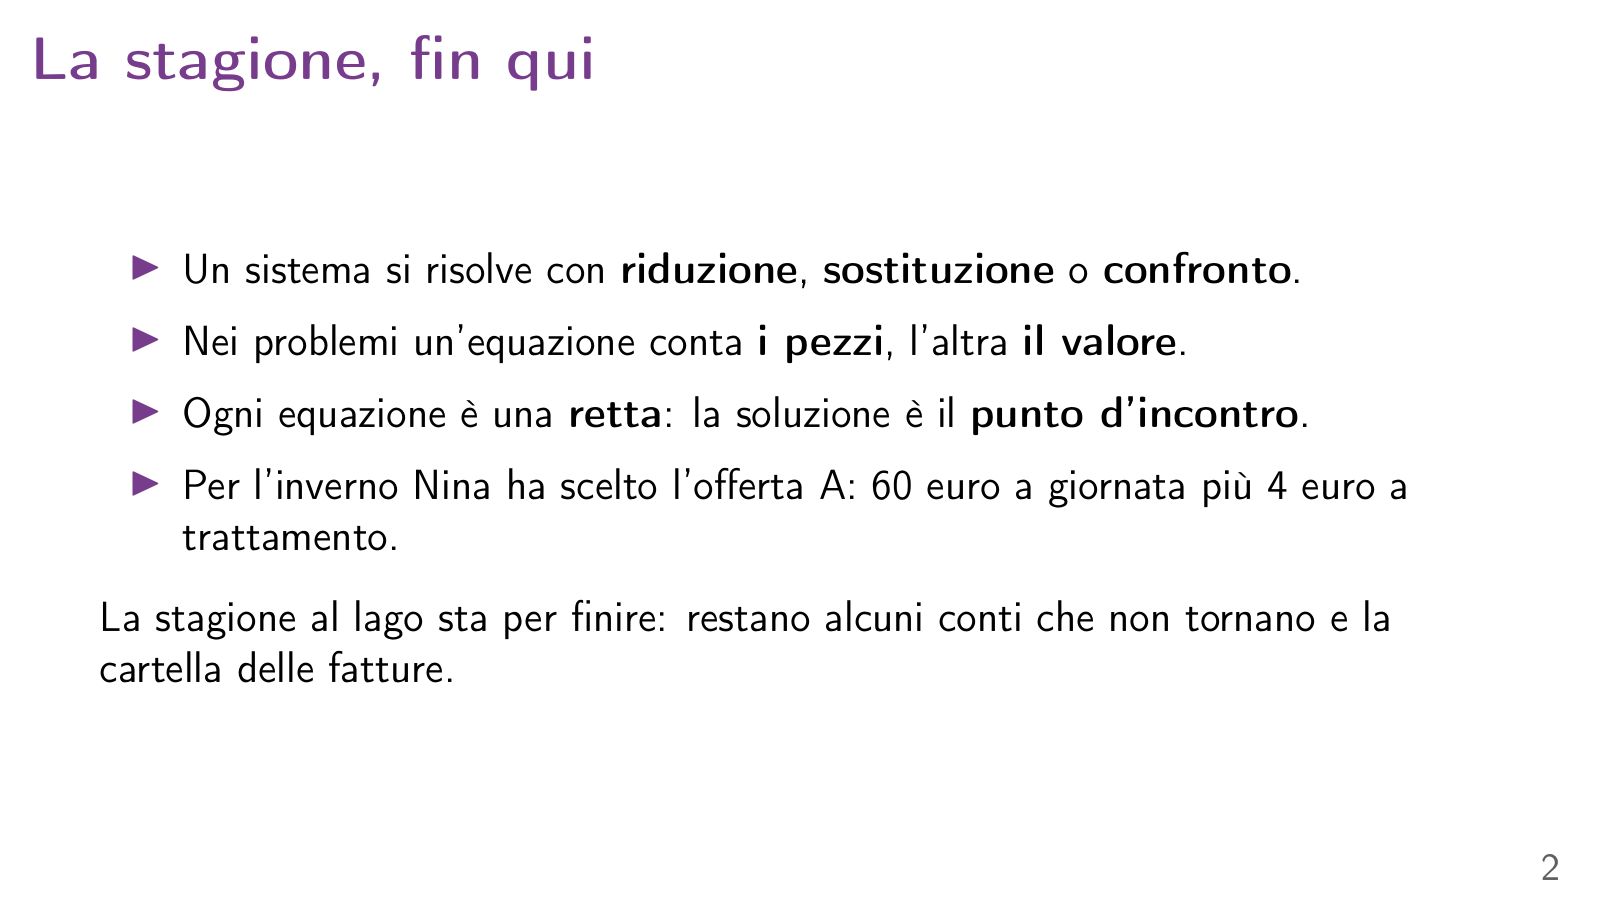 La stagione, fin qui
Un sistema si risolve con riduzione, sostituzione o confronto.
Nei problemi un'equazione conta i pezzi, l'altra il valore.
Ogni equazione è una retta: la soluzione è il punto d'incontro.
Per l'inverno Nina ha scelto l'offerta A: 60 euro a giornata più 4 euro a
trattamento.
La stagione al lago sta per finire: restano alcuni conti che non tornano e la
cartella delle fatture.
2